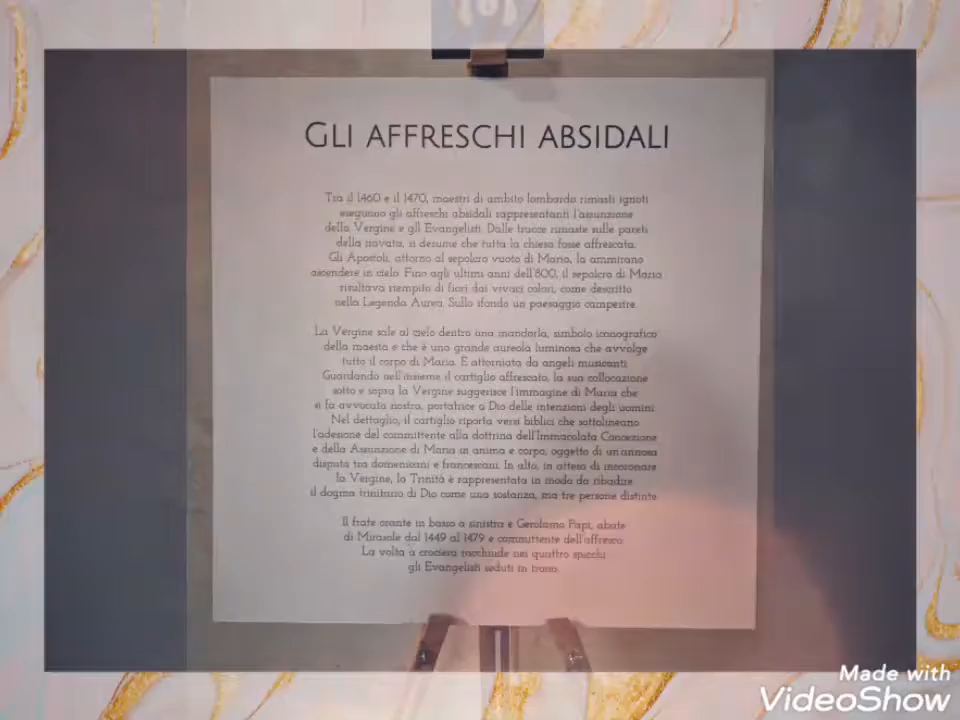 GLI AFFRESCHI ABSIDALI
Tra il 1460 e il 1470, maestri di ambito lombardo rimasti ignoti
eseguono gli affreschi absidali rappresentanti l'assunzione
della Vergine e gli Evangelisti. Dalle tracce rimaste sulle pareti
della navata, si desume che tutta la chiesa fosse affrescata.
Gli Apostoli, attorno al sepolcro vuoto di Maria, la ammirano
ascendere in cielo. Fino agli ultimi anni dell'800, il sepolcro di Maria
risultava riempito di fiori dai vivaci colori, come descritto
nella Legenda Aurea. Sullo sfondo un paesaggio campestre.
La Vergine sale al cielo dentro una mandorla, simbolo iconografico
della maestà e che è una grande aureola luminosa che avvolge
tutto il corpo di Maria. È attorniata da angeli musicanti.
Guardando nell'insieme il cartiglio affrescato, la sua collocazione
sotto e sopra la Vergine suggerisce l'immagine di Maria che
si fa avvocata nostra, portatrice a Dio delle intenzioni degli uomini.
Nel dettaglio, il cartiglio riporta versi biblici che sottolineano
l'adesione del committente alla dottrina dell'Immacolata Concezione
e della Assunzione di Maria in anima e corpo, oggetto di un'annosa
disputa tra domenicani e francescani. In alto, in attesa di incoronare
la Vergine, la Trinità è rappresentata in modo da ribadire
il dogma trinitario di Dio come una sostanza, ma tre persone distinte.
Il frate orante in basso a sinistra è Gerolamo Papi, abate
di Mirasole dal 1449 al 1479 e committente dell'affresco.
La volta a crociera racchiude nei quattro spicchi
gli Evangelisti seduti in trono.
Made with
VideoShow